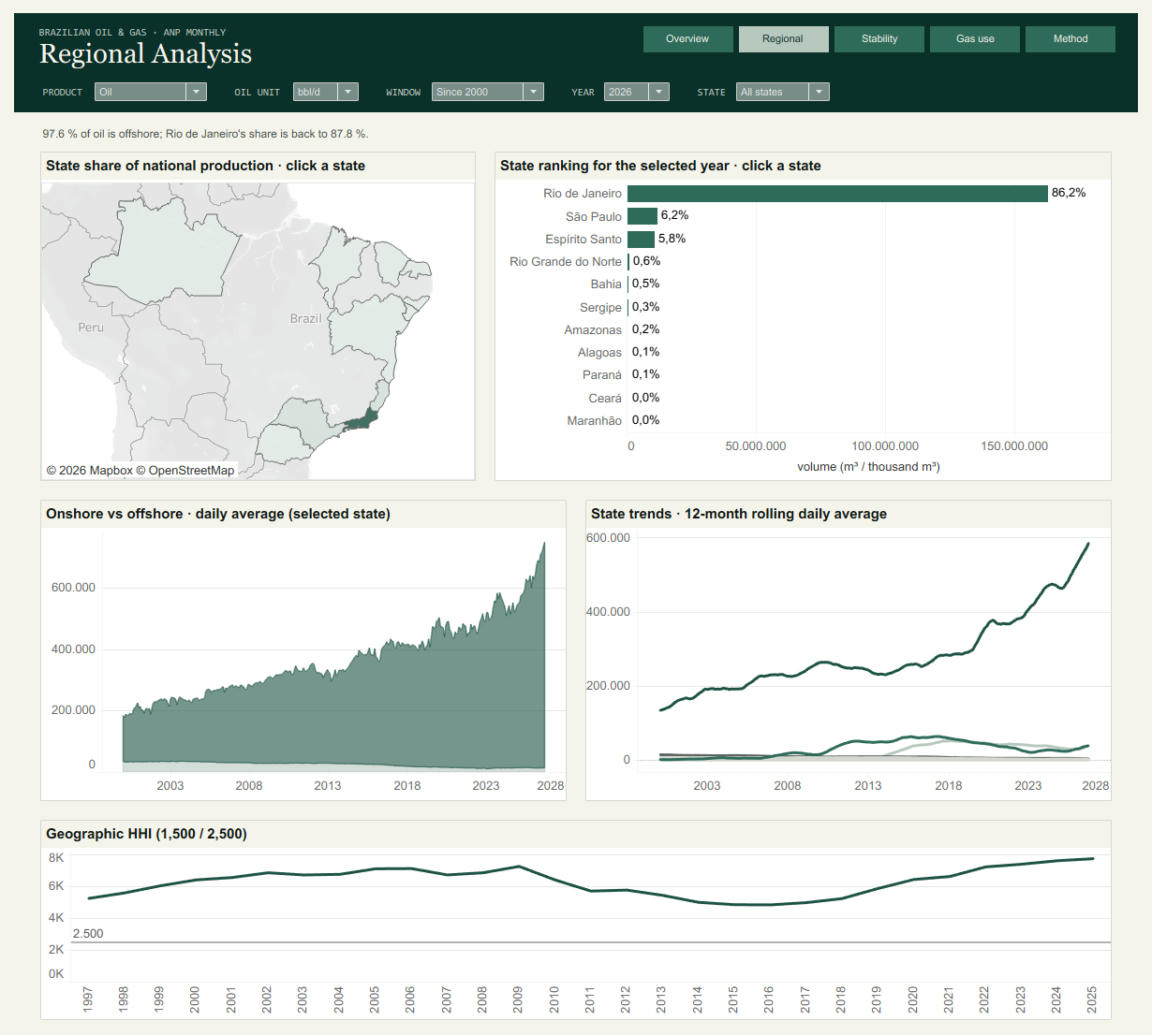 BRAZILIAN OIL & GAS · ANP MONTHLY
Regional Analysis
Overview
Regional
Stability
Gas use
Method
PRODUCT
Oil
OIL UNIT
bbl/d
WINDOW
Since 2000
YEAR
2026
STATE
All states
97.6 % of oil is offshore; Rio de Janeiro's share is back to 87.8 %.
State share of national production · click a state
Peru
Brazil
© 2026 Mapbox © OpenStreetMap
State ranking for the selected year · click a state
Rio de Janeiro 86,2%
São Paulo 6,2%
Espírito Santo 5,8%
Rio Grande do Norte 0,6%
Bahia 0,5%
Sergipe 0,3%
Amazonas 0,2%
Alagoas 0,1%
Paraná 0,1%
Ceará 0,0%
Maranhão 0,0%
0 50.000.000 100.000.000 150.000.000
volume (m³ / thousand m³)
Onshore vs offshore · daily average (selected state)
600.000
400.000
200.000
0
2003 2008 2013 2018 2023 2028
State trends · 12-month rolling daily average
600.000
400.000
200.000
0
2003 2008 2013 2018 2023 2028
Geographic HHI (1,500 / 2,500)
8K
6K
4K
2.500
2K
0K
1997 1998 1999 2000 2001 2002 2003 2004 2005 2006 2007 2008 2009 2010 2011 2012 2013 2014 2015 2016 2017 2018 2019 2020 2021 2022 2023 2024 2025